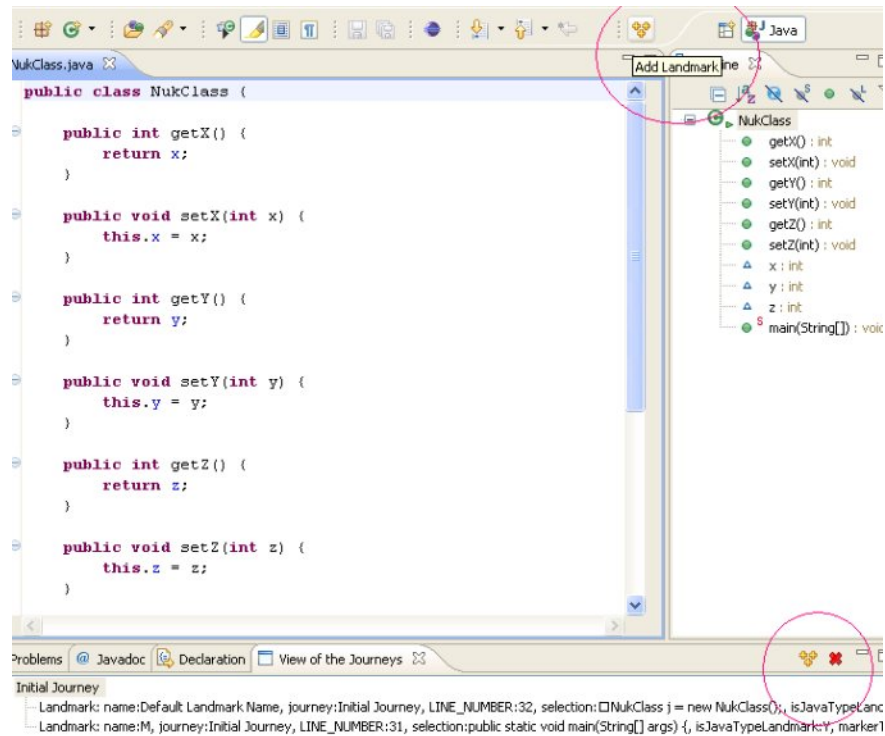 Java
NukClass.java
Add Landmark
ine
public class NukClass {
public int getX() {
return x;
}
public void setX(int x) {
this.x = x;
}
public int getY() {
return y;
}
public void setY(int y) {
this.y = y;
}
public int getZ() {
return z;
}
public void setZ(int z) {
this.z = z;
}
NukClass
getX() : int
setX(int) : void
getY() : int
setY(int) : void
getZ() : int
setZ(int) : void
x : int
y : int
z : int
S main(String[]) : void
Problems @ Javadoc Declaration View of the Journeys
Initial Journey
Landmark: name:Default Landmark Name, journey:Initial Journey, LINE_NUMBER:32, selection:□NukClass j = new NukClass();, isJavaTypeLand
Landmark: name:M, journey:Initial Journey, LINE_NUMBER:31, selection:public static void main(String[] args) {, isJavaTypeLandmark:Y, markerT